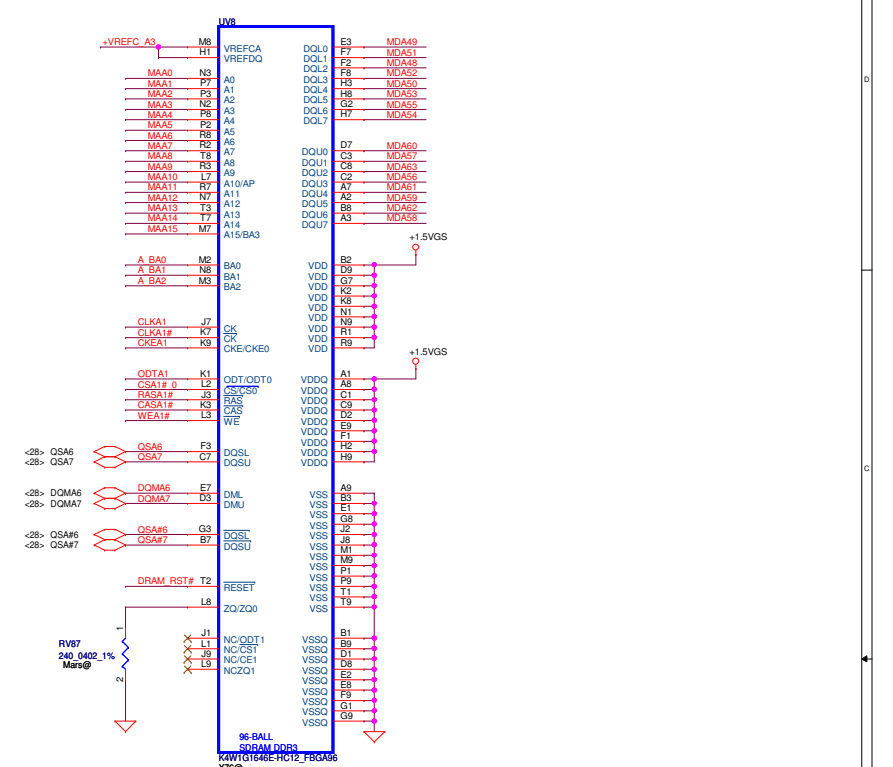 UV8
+VREFC_A3 M8 VREFCA DQL0 E3 MDA49
H1 VREFDQ DQL1 F7 MDA51
DQL2 F2 MDA48
MAA0 N3 A0 DQL3 F8 MDA52
MAA1 P7 A1 DQL4 H3 MDA50
MAA2 P3 A2 DQL5 H8 MDA53
MAA3 N2 A3 DQL6 G2 MDA55
MAA4 P8 A4 DQL7 H7 MDA54
MAA5 P2 A5
MAA6 R8 A6
MAA7 R2 A7 DQU0 D7 MDA60
MAA8 T8 A8 DQU1 C3 MDA57
MAA9 R3 A9 DQU2 C8 MDA63
MAA10 L7 A10/AP DQU3 C2 MDA56
MAA11 R7 A11 DQU4 A7 MDA61
MAA12 N7 A12 DQU5 A2 MDA59
MAA13 T3 A13 DQU6 B8 MDA62
MAA14 T7 A14 DQU7 A3 MDA58
MAA15 M7 A15/BA3
+1.5VGS
A_BA0 M2 BA0 VDD B2
A_BA1 N8 BA1 VDD D9
A_BA2 M3 BA2 VDD G7
VDD K2
VDD K8
VDD N1
CLKA1 J7 CK VDD N9
CLKA1# K7 CK VDD R1
CKEA1 K9 CKE/CKE0 VDD R9
+1.5VGS
ODTA1 K1 ODT/ODT0 VDDQ A1
CSA1#_0 L2 CS/CS0 VDDQ A8
RASA1# J3 RAS VDDQ C1
CASA1# K3 CAS VDDQ C9
WEA1# L3 WE VDDQ D2
VDDQ E9
VDDQ F1
<28> QSA6 QSA6 F3 DQSL VDDQ H2
<28> QSA7 QSA7 C7 DQSU VDDQ H9
<28> DQMA6 DQMA6 E7 DML VSS A9
<28> DQMA7 DQMA7 D3 DMU VSS B3
VSS E1
VSS G8
<28> QSA#6 QSA#6 G3 DQSL VSS J2
<28> QSA#7 QSA#7 B7 DQSU VSS J8
VSS M1
VSS M9
VSS P1
DRAM_RST# T2 RESET VSS P9
VSS T1
L8 ZQ/ZQ0 VSS T9
1
J1 NC/ODT1 VSSQ B1
RV87 L1 NC/CS1 VSSQ B9
240_0402_1% J9 NC/CE1 VSSQ D1
Mars@ L9 NCZQ1 VSSQ D8
2 VSSQ E2
VSSQ E8
VSSQ F9
VSSQ G1
VSSQ G9
96-BALL
SDRAM DDR3
K4W1G1646E-HC12_FBGA96
X76@
D
C